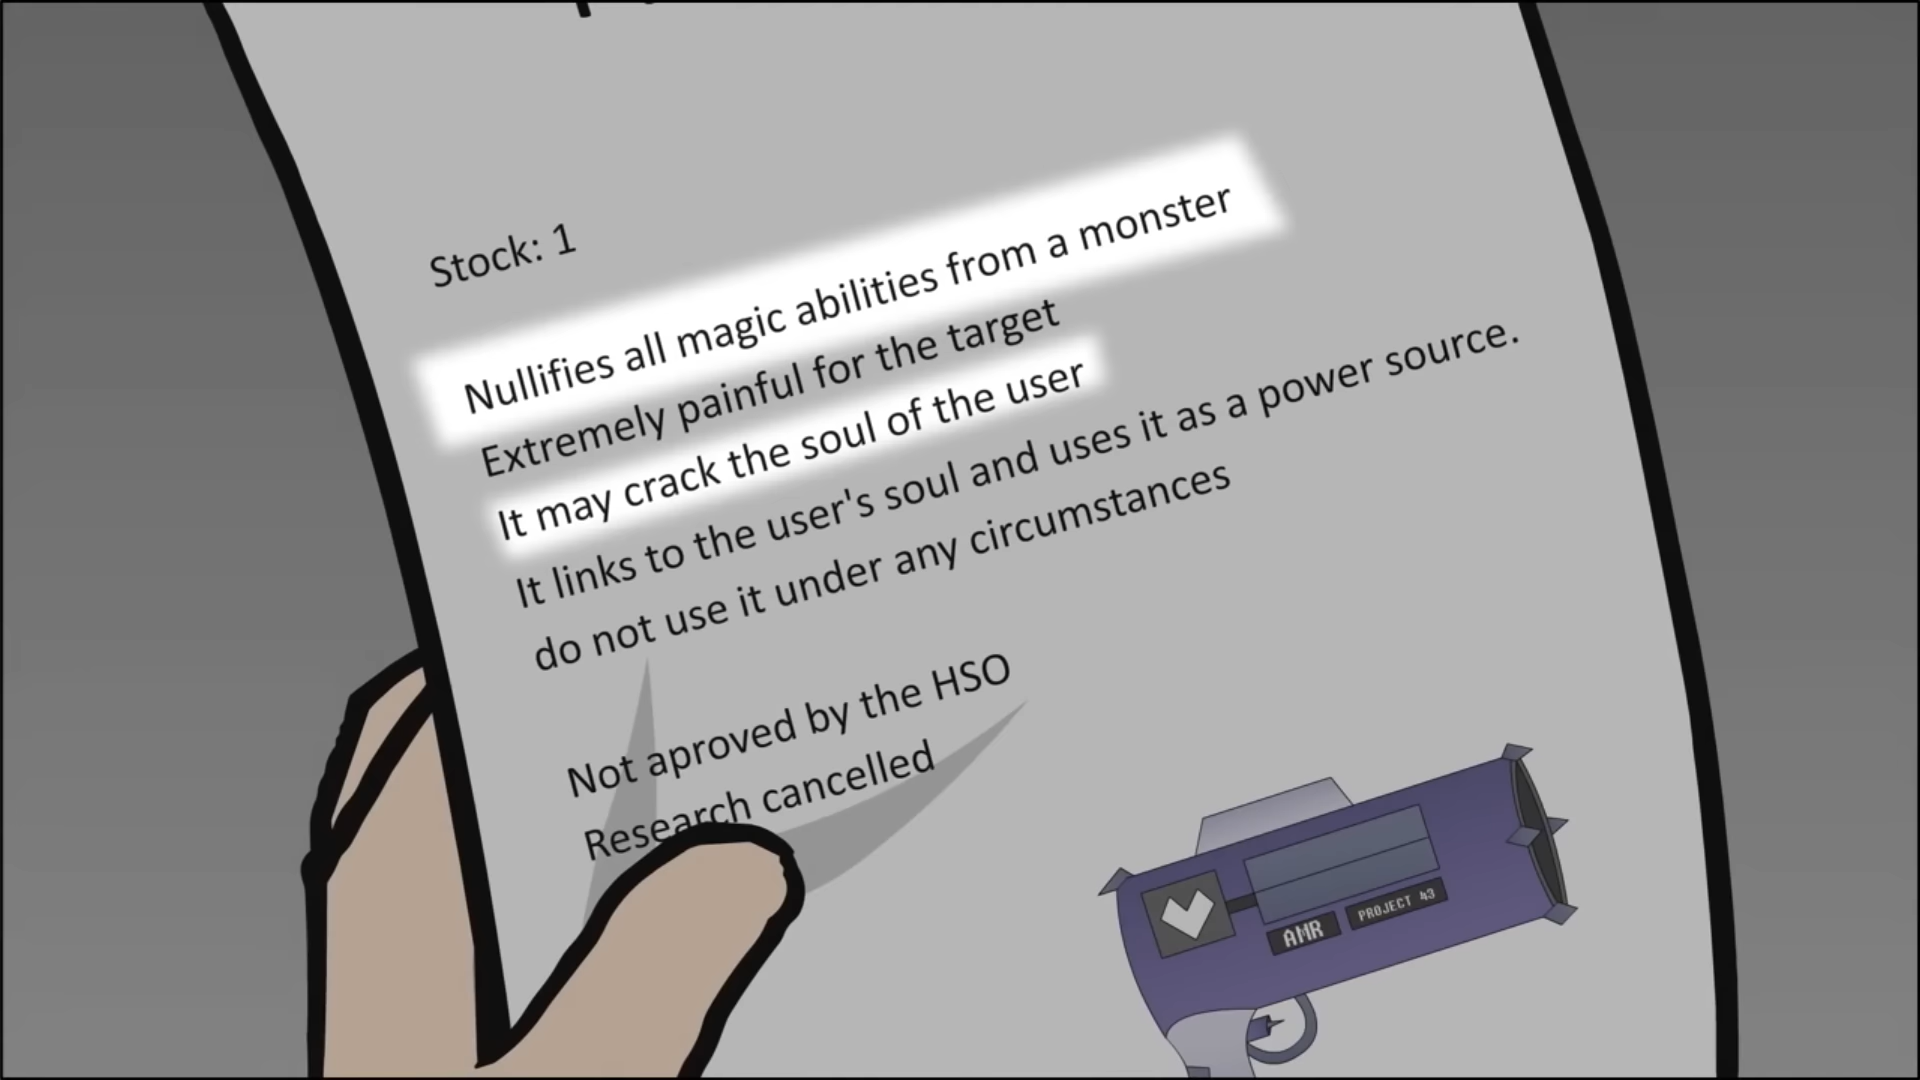 Stock: 1
Nullifies all magic abilities from a monster
Extremely painful for the target
It may crack the soul of the user
It links to the user's soul and uses it as a power source.
do not use it under any circumstances
Not aproved by the HSO
Research cancelled
AMR
PROJECT 43